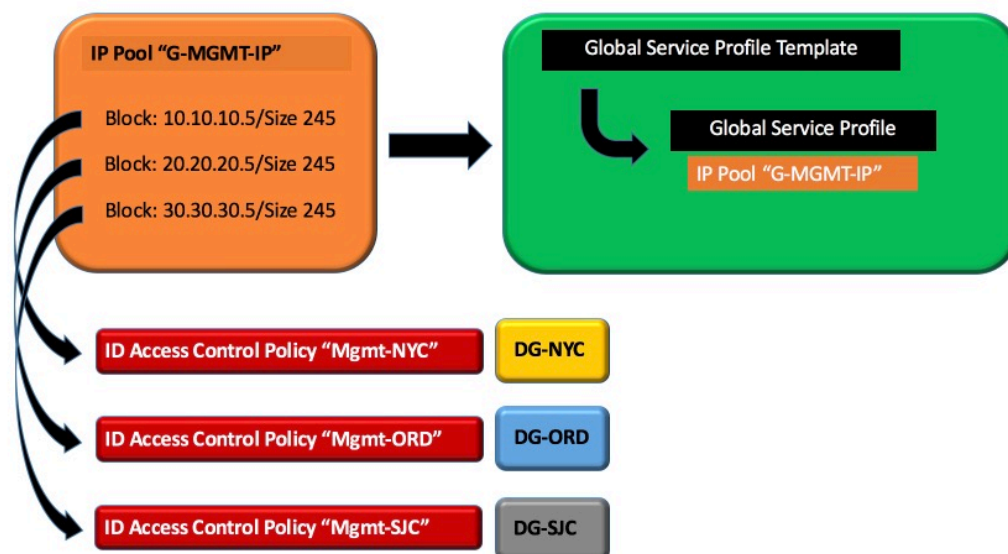 IP Pool “G-MGMT-IP”
Block: 10.10.10.5/Size 245
Block: 20.20.20.5/Size 245
Block: 30.30.30.5/Size 245
Global Service Profile Template
Global Service Profile
IP Pool “G-MGMT-IP”
ID Access Control Policy “Mgmt-NYC”
DG-NYC
ID Access Control Policy “Mgmt-ORD”
DG-ORD
ID Access Control Policy “Mgmt-SJC”
DG-SJC